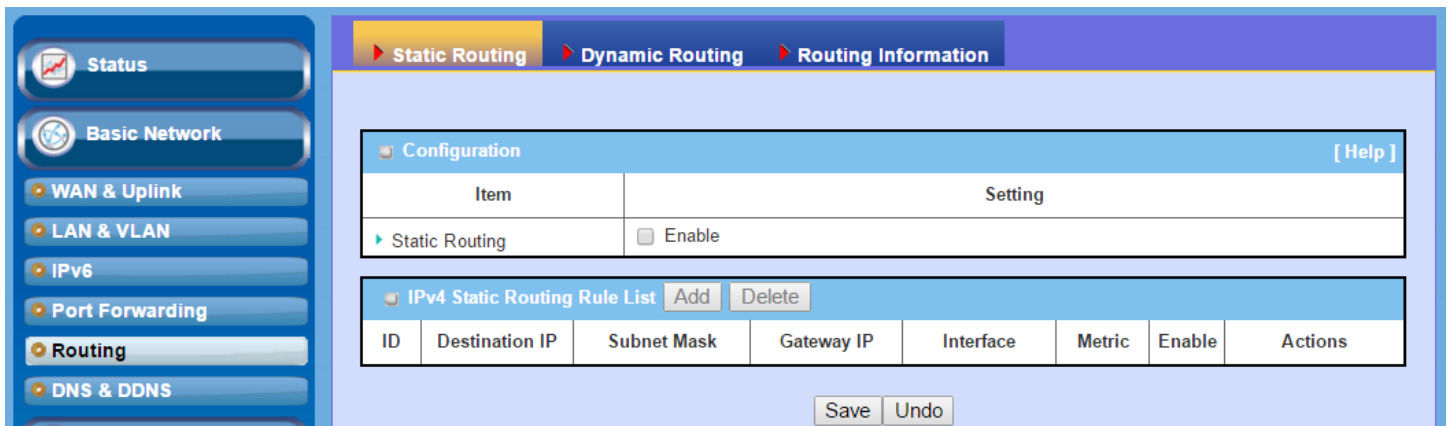 Status
Basic Network
WAN & Uplink
LAN & VLAN
IPv6
Port Forwarding
Routing
DNS & DDNS
Static Routing Dynamic Routing Routing Information
Configuration [ Help ]
Item Setting
Static Routing Enable
IPv4 Static Routing Rule List Add Delete
ID Destination IP Subnet Mask Gateway IP Interface Metric Enable Actions
Save Undo